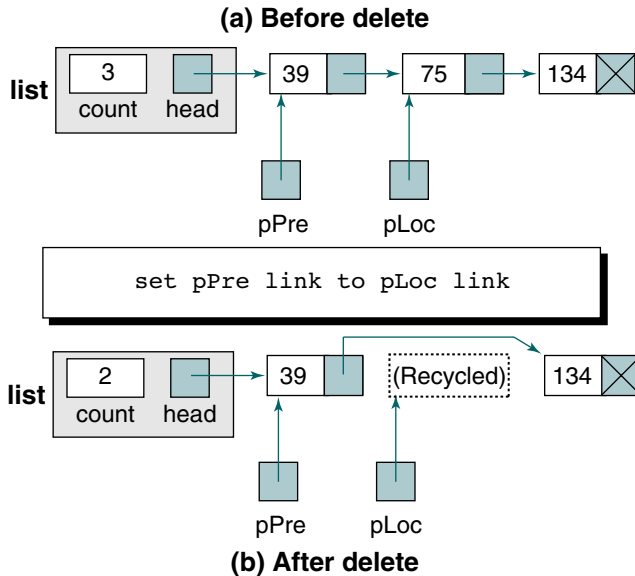 (a) Before delete
list
3
count
head
39
75
134
pPre
pLoc
set pPre link to pLoc link
list
2
count
head
39
(Recycled)
134
pPre
pLoc
(b) After delete